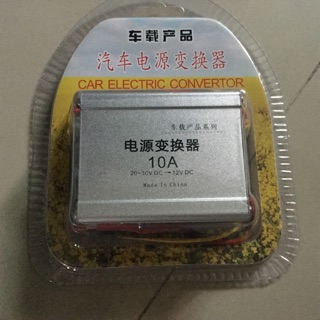 车载产品
汽车电源变换器
CAR ELECTRIC CONVERTOR
车载产品系列
电源变换器
10A
20-30V DC→12V DC
Made In China